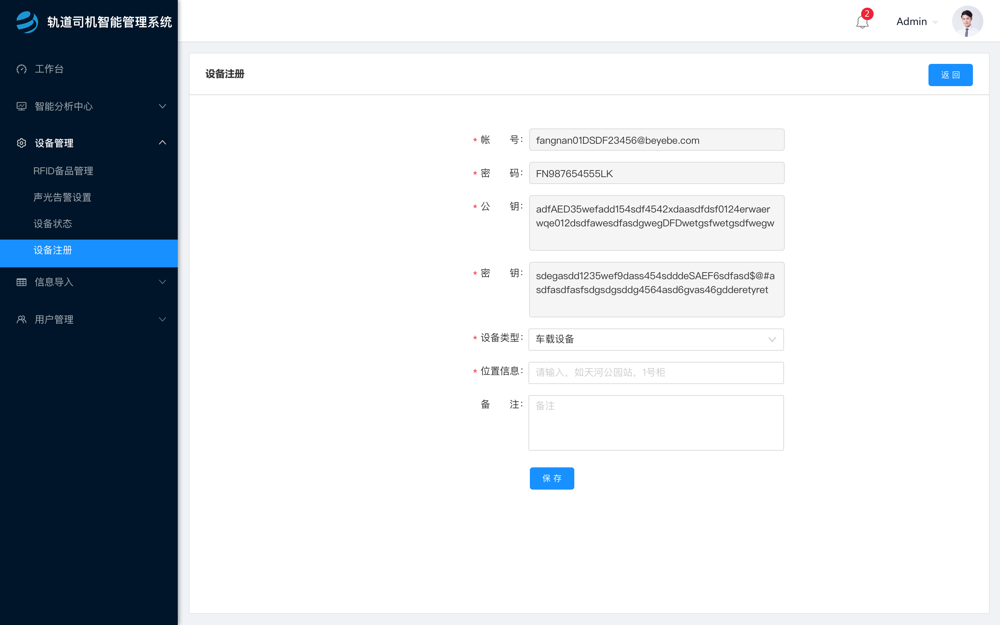 轨道司机智能管理系统
2
Admin
工作台
智能分析中心
设备管理
RFID备品管理
声光告警设置
设备状态
设备注册
信息导入
用户管理
设备注册
返 回
* 帐 号： fangnan01DSDF23456@beyebe.com
* 密 码： FN987654555LK
* 公 钥： adfAED35wefadd154sdf4542xdaasdfdsf0124erwaer
wqe012dsdfawesdfasdgwegDFDwetgsfwetgsdfwegw
* 密 钥： sdegasdd1235wef9dass454sdddeSAEF6sdfasd$@#a
sdfasdfasfsdgsdgsddg4564asd6gvas46gdderetyret
* 设备类型： 车载设备
* 位置信息： 请输入，如天河公园站，1号柜
备 注： 备注
保 存